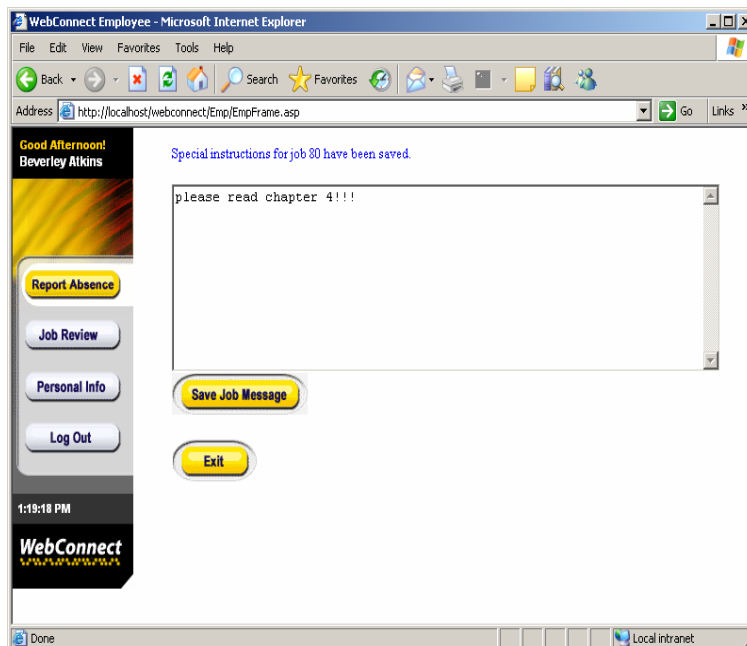 WebConnect Employee - Microsoft Internet Explorer
File Edit View Favorites Tools Help
Back Search Favorites
Address http://localhost/webconnect/Emp/EmpFrame.asp Go Links »
Good Afternoon!
Beverley Atkins
Special instructions for job 80 have been saved.
please read chapter 4!!!
Report Absence
Job Review
Personal Info
Log Out
Save Job Message
Exit
1:19:18 PM
WebConnect
Done Local intranet